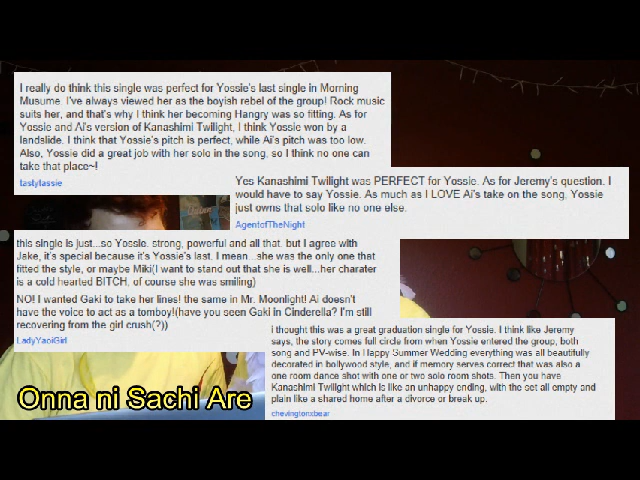 I really do think this single was perfect for Yossie's last single in Morning
Musume. I've always viewed her as the boyish rebel of the group! Rock music
suits her, and that's why I think her becoming Hangry was so fitting. As for
Yossie and Ai's version of Kanashimi Twilight, I think Yossie won by a
landslide. I think that Yossie's pitch is perfect, while Ai's pitch was too low.
Also, Yossie did a great job with her solo in the song, so I think no one can
take that place~!
tastytassie
Yes Kanashimi Twilight was PERFECT for Yossie. As for Jeremy's question. I
would have to say Yossie. As much as I LOVE Ai's take on the song, Yossie
just owns that solo like no one else.
AgentofTheNight
this single is just...so Yossie. strong, powerful and all that. but I agree with
Jake, it's special because it's Yossie's last. I mean...she was the only one that
fitted the style, or maybe Miki(I want to stand out that she is well...her charater
is a cold hearted BITCH, of course she was smiling)
NO! I wanted Gaki to take her lines! the same in Mr. Moonlight! Ai doesn't
have the voice to act as a tomboy!(have you seen Gaki in Cinderella? I'm still
recovering from the girl crush(?))
LadyYaoiGirl
i thought this was a great graduation single for Yossie. I think like Jeremy
says, the story comes full circle from when Yossie entered the group, both
song and PV-wise. In Happy Summer Wedding everything was all beautifully
decorated in bollywood style, and if memory serves correct that was also a
one room dance shot with one or two solo room shots. Then you have
Kanashimi Twilight which is like an unhappy ending, with the set all empty and
plain like a shared home after a divorce or break up.
chevingtonxbear
Onna ni Sachi Are